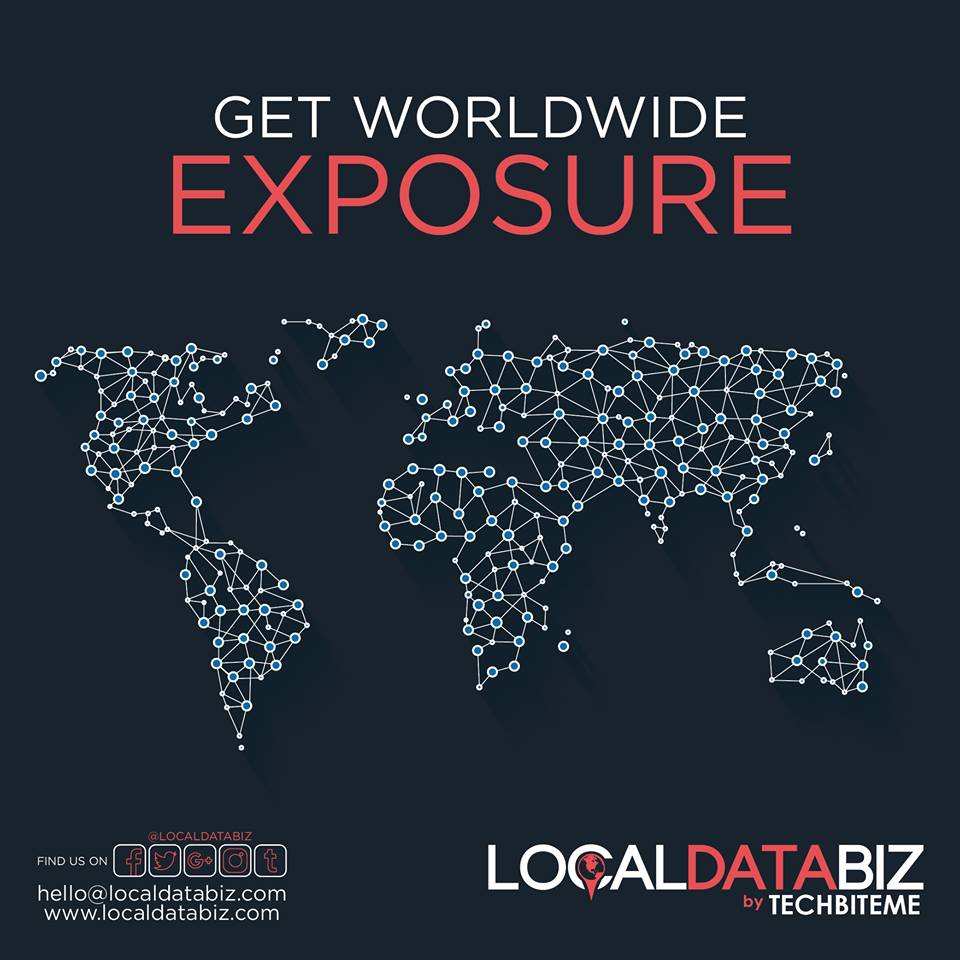 GET WORLDWIDE
EXPOSURE
@LOCALDATABIZ
FIND US ON
hello@localdatabiz.com
www.localdatabiz.com
LOCALDATABIZ
by TECHBITEME